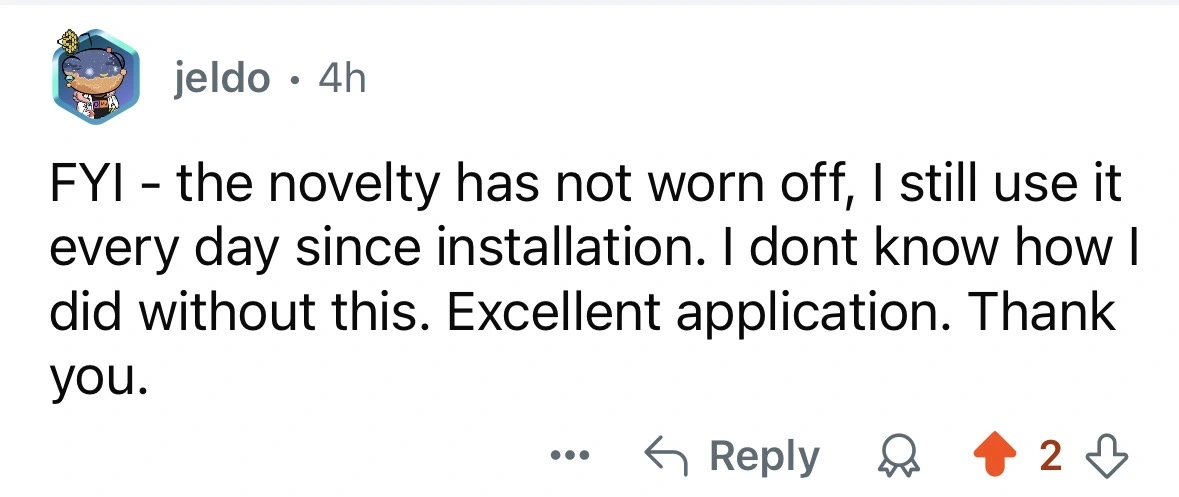 jeldo • 4h
FYI - the novelty has not worn off, I still use it
every day since installation. I dont know how I
did without this. Excellent application. Thank
you.
Reply 2